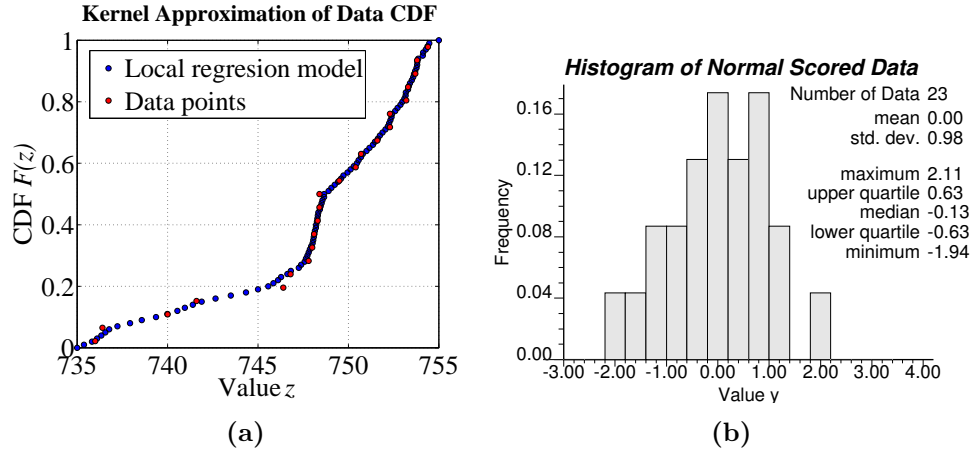 (a)
Kernel Approximation of Data CDF
1
0.8
0.6
0.4
0.2
0
CDF F(z)
Local regresion model
Data points
735
740
745
750
755
Value z
Histogram of Normal Scored Data
Number of Data 23
mean 0.00
std. dev. 0.98
maximum 2.11
upper quartile 0.63
median -0.13
lower quartile -0.63
minimum -1.94
Frequency
0.16
0.12
0.08
0.04
0.00
-3.00
-1.00
0.00
1.00
2.00
4.00
Value y
(a)
(b)